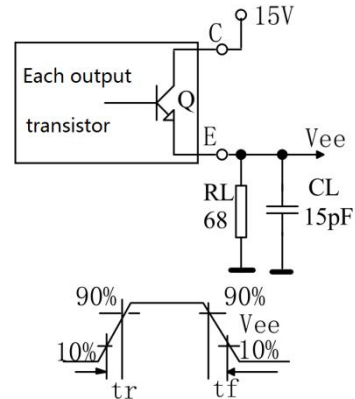 C
15V
Each output
transistor
Q
E
Vee
RL
68
CL
15pF
90%
90%
Vee
10%
10%
tr
tf